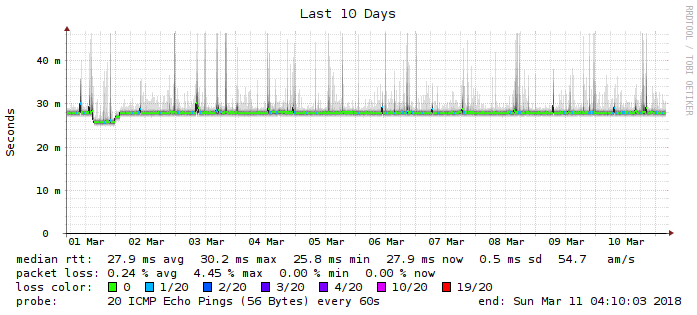 Last 10 Days
RRDTOOL / TOBI OETIKER
Seconds
40 m
30 m
20 m
10 m
0
01 Mar 02 Mar 03 Mar 04 Mar 05 Mar 06 Mar 07 Mar 08 Mar 09 Mar 10 Mar
median rtt: 27.9 ms avg 30.2 ms max 25.8 ms min 27.9 ms now 0.5 ms sd 54.7 am/s
packet loss: 0.24 % avg 4.45 % max 0.00 % min 0.00 % now
loss color: 0 1/20 2/20 3/20 4/20 10/20 19/20
probe: 20 ICMP Echo Pings (56 Bytes) every 60s end: Sun Mar 11 04:10:03 2018